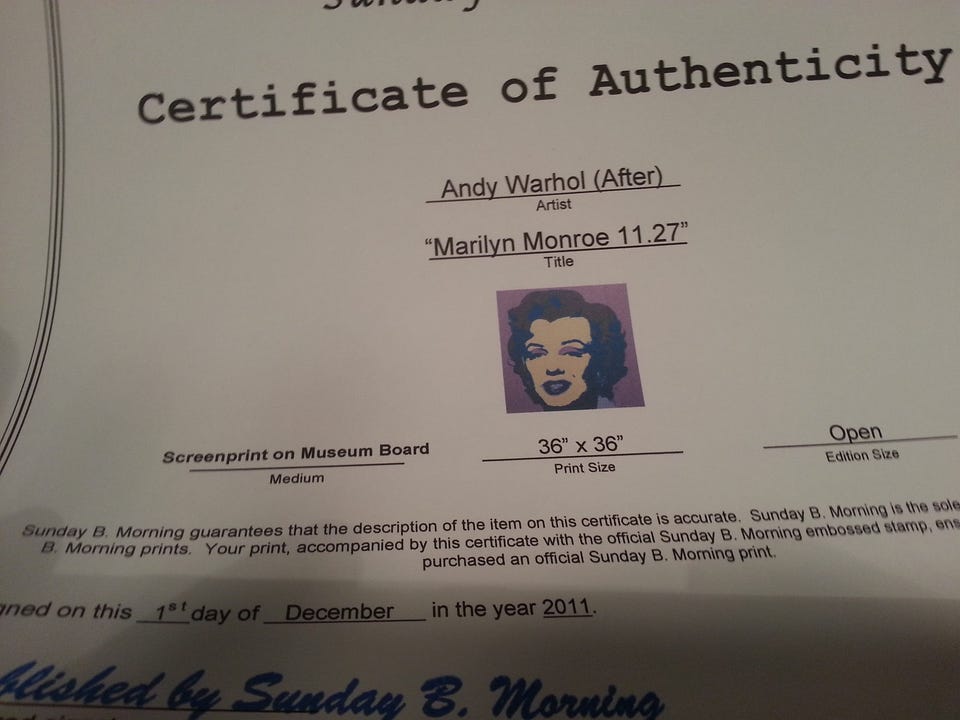 Sunday
Certificate of Authenticity
Andy Warhol (After)
Artist
“Marilyn Monroe 11.27”
Title
Screenprint on Museum Board
Medium
36” x 36”
Print Size
Open
Edition Size
Sunday B. Morning guarantees that the description of the item on this certificate is accurate. Sunday B. Morning is the sole
B. Morning prints. Your print, accompanied by this certificate with the official Sunday B. Morning embossed stamp, ens
purchased an official Sunday B. Morning print.
gned on this 1st day of December in the year 2011.
blished by Sunday B. Morning